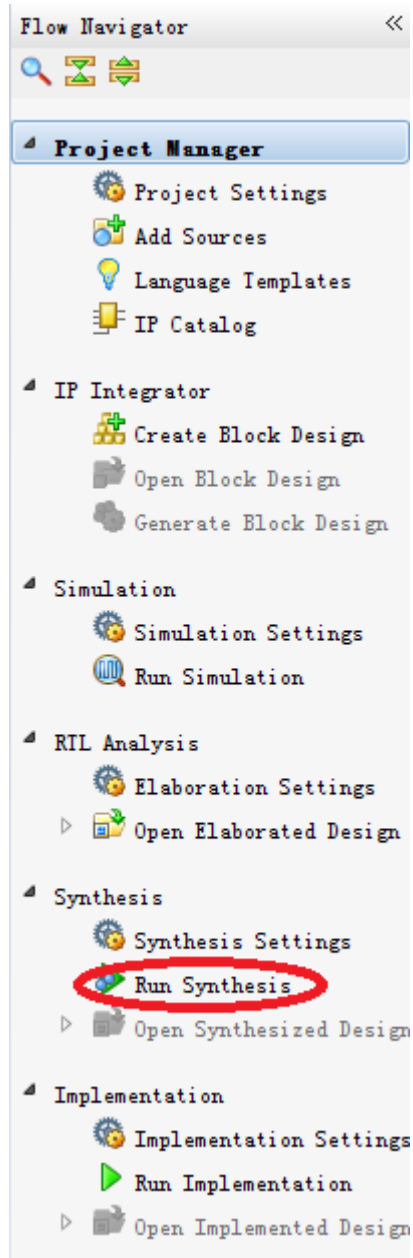 Flow Navigator
Project Manager
Project Settings
Add Sources
Language Templates
IP Catalog
IP Integrator
Create Block Design
Open Block Design
Generate Block Design
Simulation
Simulation Settings
Run Simulation
RTL Analysis
Elaboration Settings
Open Elaborated Design
Synthesis
Synthesis Settings
Run Synthesis
Open Synthesized Design
Implementation
Implementation Settings
Run Implementation
Open Implemented Design